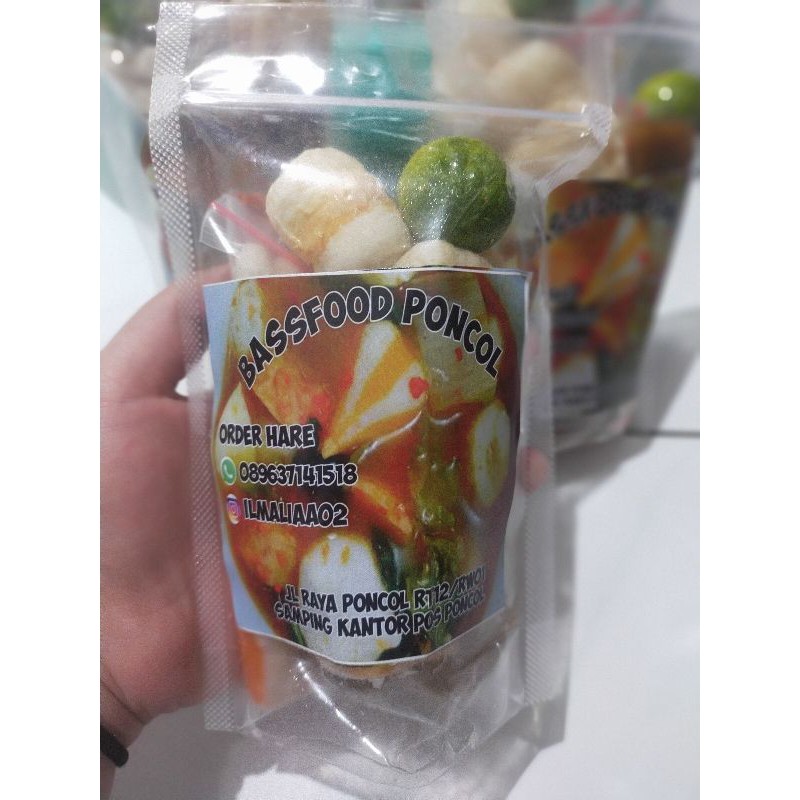 BASSFOOD PONCOL
ORDER HARE
089637141518
ILMALIAA02
JL RAYA PONCOL RT12/RW01
SAMPING KANTOR POS PONCOL